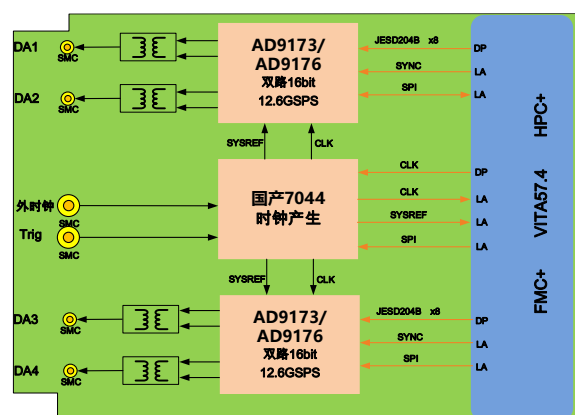 DA1
SMC
AD9173/
AD9176
双路16bit
12.6GSPS
JESD204B x8
DP
SYNC
LA
DA2
SMC
SPI
LA
SYSREF
CLK
HPC+
外时钟
SMC
Trig
SMC
国产7044
时钟产生
CLK
DP
CLK
LA
SYSREF
LA
SPI
LA
VITA57.4
SYSREF
CLK
FMC+
DA3
SMC
AD9173/
AD9176
双路16bit
12.6GSPS
JESD204B x8
DP
SYNC
LA
DA4
SMC
SPI
LA